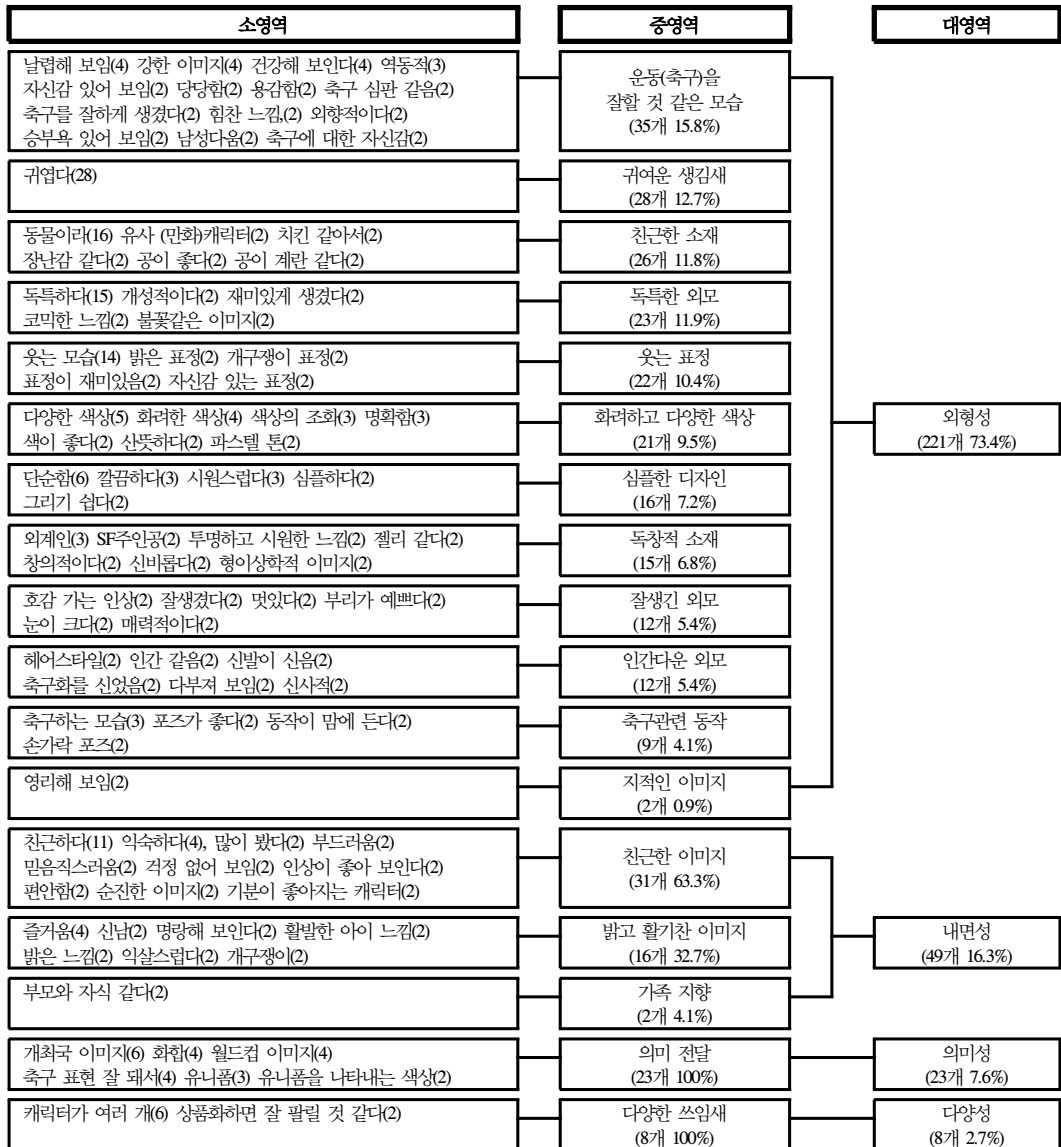 소영역
중영역
대영역
날렵해 보임(4) 강한 이미지(4) 건강해 보인다(4) 역동적(3)
자신감 있어 보임(2) 당당함(2) 용감함(2) 축구 심판 같음(2)
축구를 잘하게 생겼다(2) 힘찬 느낌,(2) 외향적이다(2)
승부욕 있어 보임(2) 남성다움(2) 축구에 대한 자신감(2)
운동(축구)을
잘할 것 같은 모습
(35개 15.8%)
귀엽다(28)
귀여운 생김새
(28개 12.7%)
동물이라(16) 유사 (만화)캐릭터(2) 치킨 같아서(2)
장난감 같다(2) 공이 좋다(2) 공이 계란 같다(2)
친근한 소재
(26개 11.8%)
독특하다(15) 개성적이다(2) 재미있게 생겼다(2)
코믹한 느낌(2) 불꽃같은 이미지(2)
독특한 외모
(23개 11.9%)
웃는 모습(14) 밝은 표정(2) 개구쟁이 표정(2)
표정이 재미있음(2) 자신감 있는 표정(2)
웃는 표정
(22개 10.4%)
다양한 색상(5) 화려한 색상(4) 색상의 조화(3) 명확함(3)
색이 좋다(2) 산뜻하다(2) 파스텔 톤(2)
화려하고 다양한 색상
(21개 9.5%)
외형성
(221개 73.4%)
단순함(6) 깔끔하다(3) 시원스럽다(3) 심플하다(2)
그리기 쉽다(2)
심플한 디자인
(16개 7.2%)
외계인(3) SF주인공(2) 투명하고 시원한 느낌(2) 젤리 같다(2)
창의적이다(2) 신비롭다(2) 형이상학적 이미지(2)
독창적 소재
(15개 6.8%)
호감 가는 인상(2) 잘생겼다(2) 멋있다(2) 부리가 예쁘다(2)
눈이 크다(2) 매력적이다(2)
잘생긴 외모
(12개 5.4%)
헤어스타일(2) 인간 같음(2) 신발이 신음(2)
축구화를 신었음(2) 다부져 보임(2) 신사적(2)
인간다운 외모
(12개 5.4%)
축구하는 모습(3) 포즈가 좋다(2) 동작이 맘에 든다(2)
손가락 포즈(2)
축구관련 동작
(9개 4.1%)
영리해 보임(2)
지적인 이미지
(2개 0.9%)
친근하다(11) 익숙하다(4), 많이 봤다(2) 부드러움(2)
믿음직스러움(2) 걱정 없어 보임(2) 인상이 좋아 보인다(2)
편안함(2) 순진한 이미지(2) 기분이 좋아지는 캐릭터(2)
친근한 이미지
(31개 63.3%)
즐거움(4) 신남(2) 명랑해 보인다(2) 활발한 아이 느낌(2)
밝은 느낌(2) 익살스럽다(2) 개구쟁이(2)
밝고 활기찬 이미지
(16개 32.7%)
내면성
(49개 16.3%)
부모와 자식 같다(2)
가족 지향
(2개 4.1%)
개최국 이미지(6) 화합(4) 월드컵 이미지(4)
축구 표현 잘 돼서(4) 유니폼(3) 유니폼을 나타내는 색상(2)
의미 전달
(23개 100%)
의미성
(23개 7.6%)
캐릭터가 여러 개(6) 상품화하면 잘 팔릴 것 같다(2)
다양한 쓰임새
(8개 100%)
다양성
(8개 2.7%)